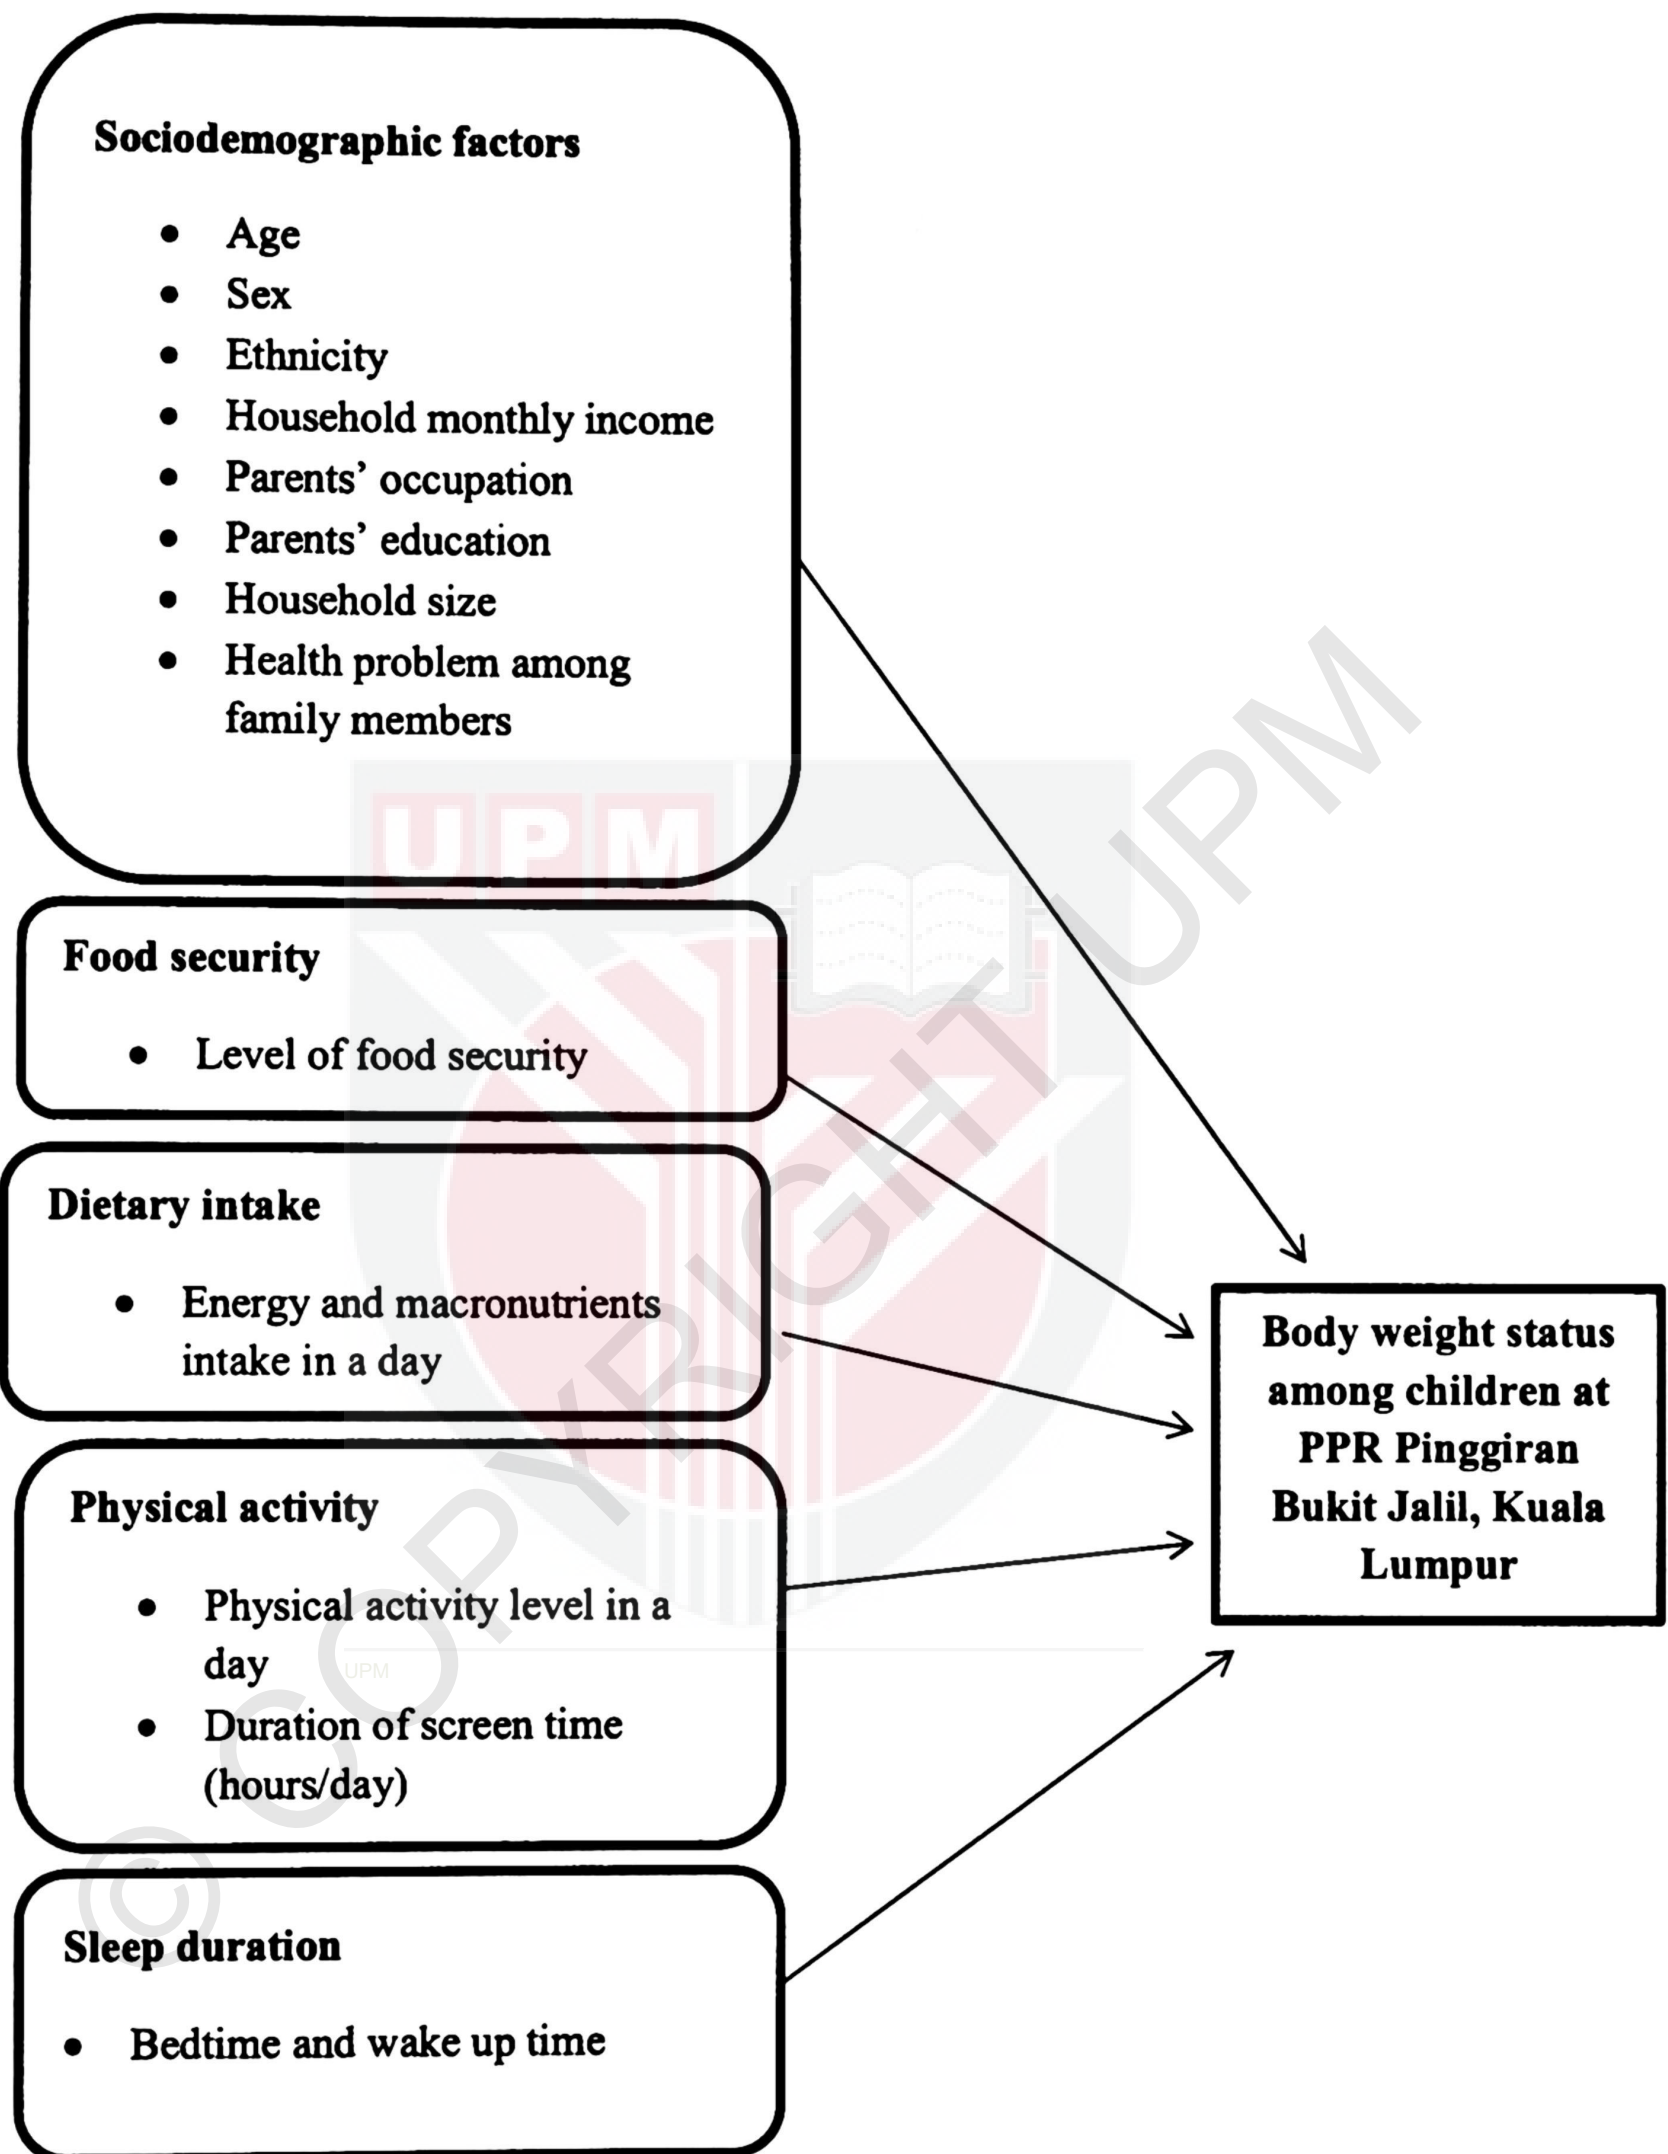 Sociodemographic factors
• Age
• Sex
• Ethnicity
• Household monthly income
• Parents’ occupation
• Parents’ education
• Household size
• Health problem among
family members
Food security
• Level of food security
Dietary intake
• Energy and macronutrients
intake in a day
Physical activity
• Physical activity level in a
day
• Duration of screen time
(hours/day)
Sleep duration
• Bedtime and wake up time
Body weight status
among children at
PPR Pinggiran
Bukit Jalil, Kuala
Lumpur
UPM
© COPYRIGHT UPM
UPM